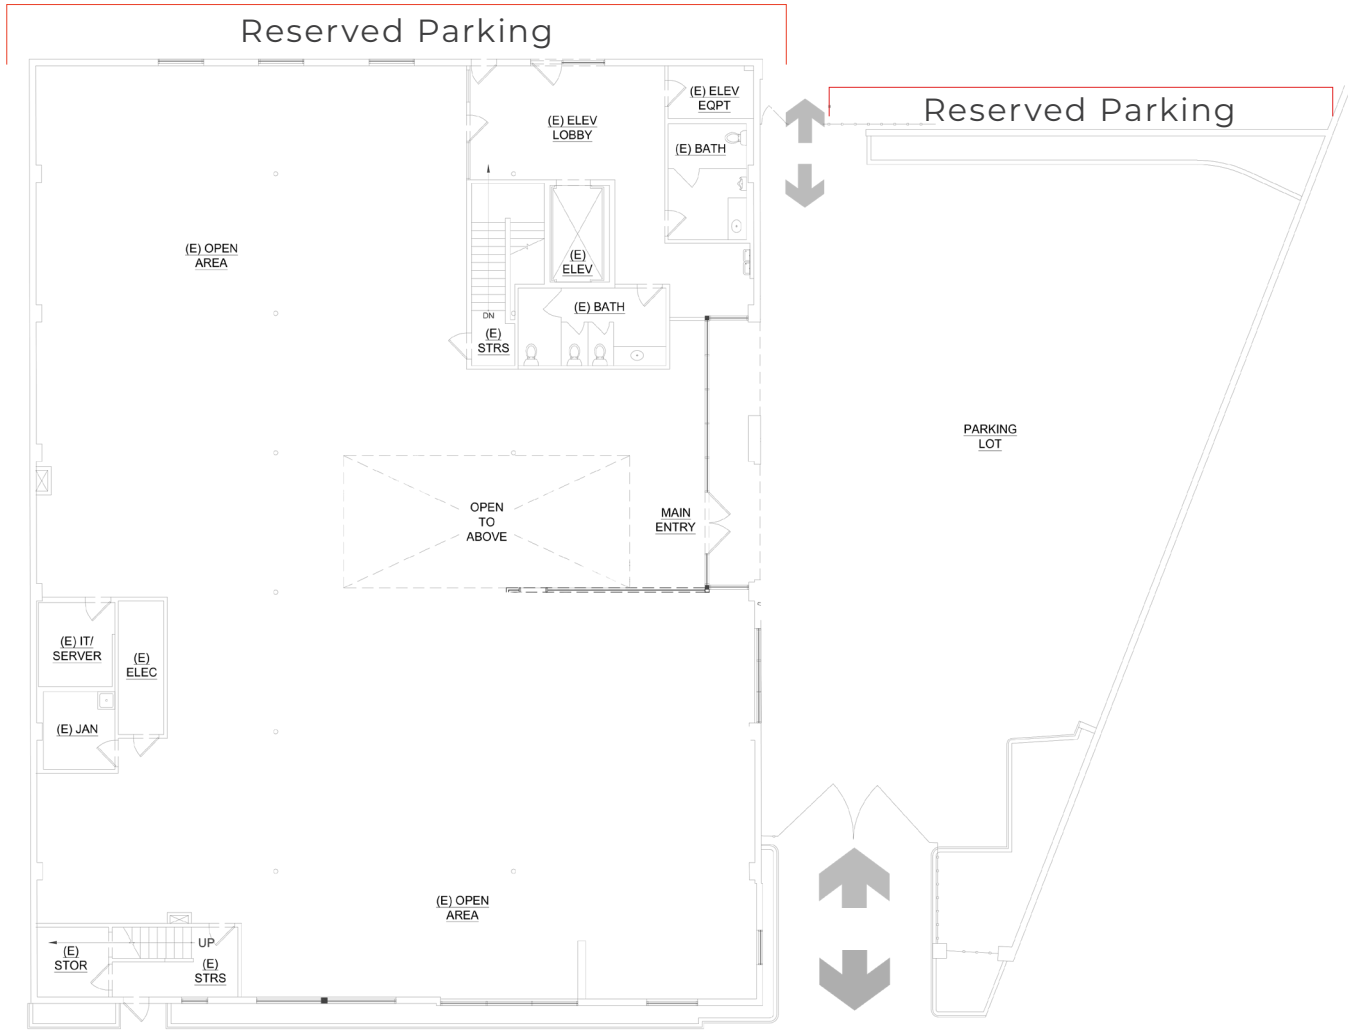 Reserved Parking
Reserved Parking
(E) ELEV
EQPT
(E) ELEV
LOBBY
(E) BATH
(E) OPEN
AREA
(E)
ELEV
(E) BATH
DN
(E)
STRS
PARKING
LOT
OPEN
TO
ABOVE
MAIN
ENTRY
(E) IT/
SERVER
(E)
ELEC
(E) JAN
(E) OPEN
AREA
UP
(E)
STOR
(E)
STRS